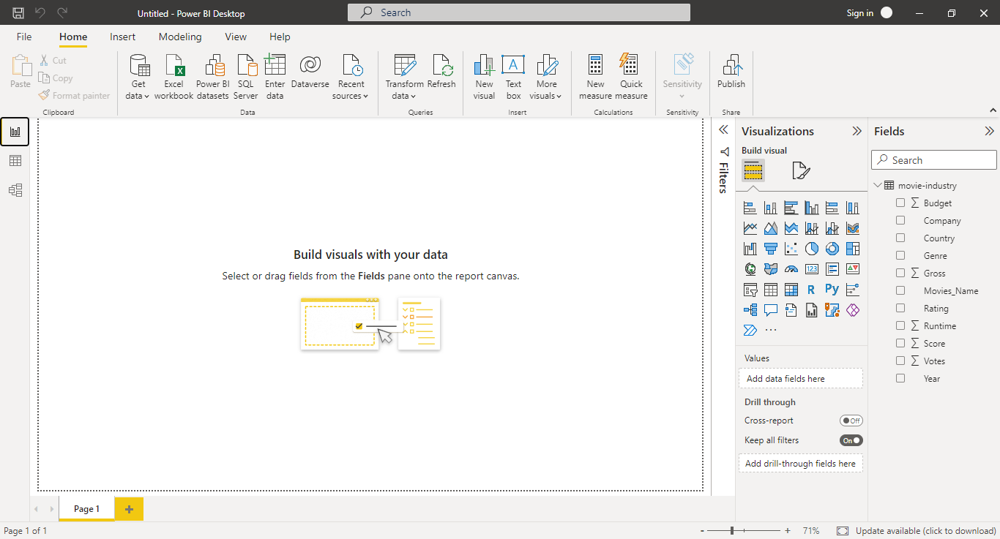 Untitled - Power BI Desktop
Search
Sign in
File
Home
Insert
Modeling
View
Help
Paste
Cut
Copy
Format painter
Clipboard
Get data
Excel workbook
Power BI datasets
SQL Server
Enter data
Dataverse
Recent sources
Data
Transform data
Refresh
Queries
New visual
Text box
More visuals
Insert
New measure
Quick measure
Calculations
Sensitivity
Sensitivity
Publish
Share
Build visuals with your data
Select or drag fields from the Fields pane onto the report canvas.
Filters
Visualizations
Build visual
123
R
Py
Values
Add data fields here
Drill through
Cross-report
Off
Keep all filters
On
Add drill-through fields here
Fields
Search
movie-industry
Budget
Company
Country
Genre
Gross
Movies_Name
Rating
Runtime
Score
Votes
Year
Page 1
Page 1 of 1
71%
Update available (click to download)